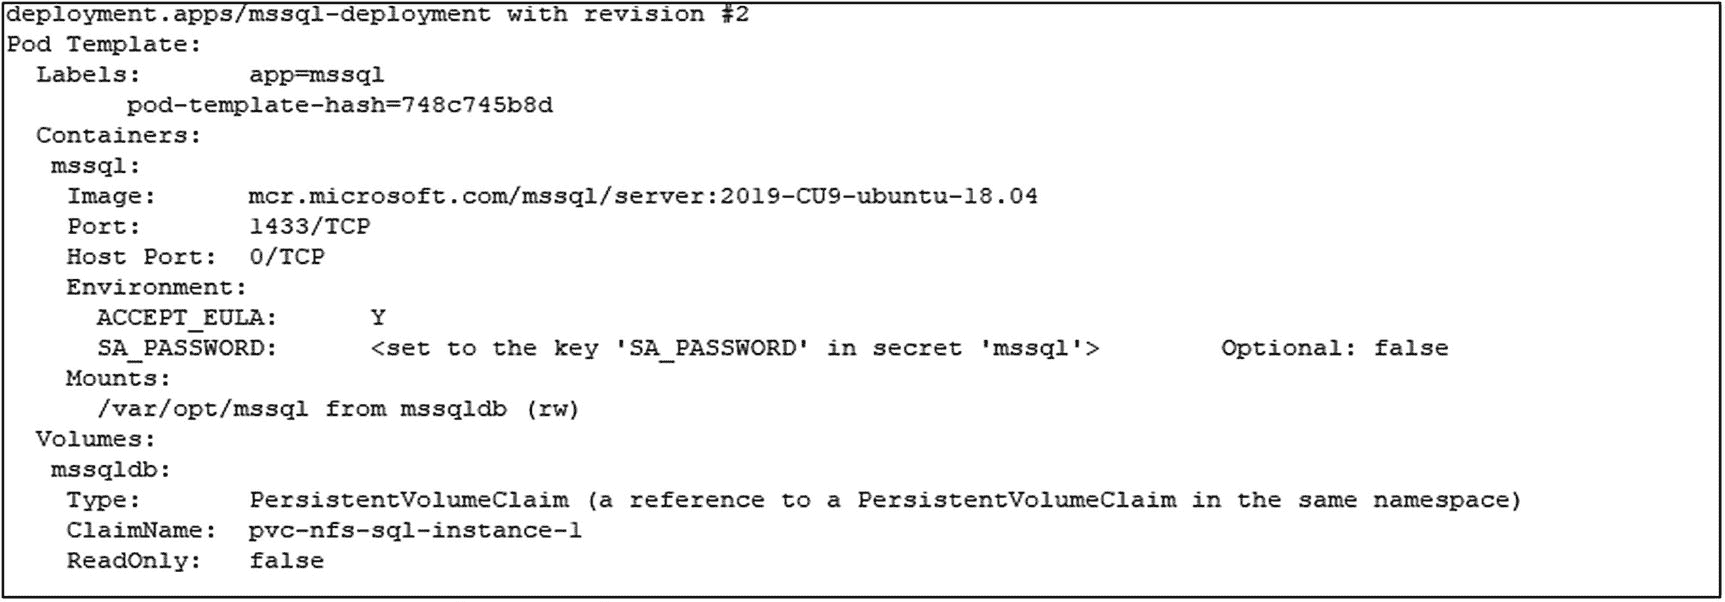 deployment.apps/mssql-deployment with revision #2
Pod Template:
  Labels:       app=mssql
        pod-template-hash=748c745b8d
  Containers:
   mssql:
    Image:      mcr.microsoft.com/mssql/server:2019-CU9-ubuntu-18.04
    Port:       1433/TCP
    Host Port:  0/TCP
    Environment:
      ACCEPT_EULA:      Y
      SA_PASSWORD:      <set to the key 'SA_PASSWORD' in secret 'mssql'>        Optional: false
    Mounts:
      /var/opt/mssql from mssqldb (rw)
  Volumes:
   mssqldb:
    Type:       PersistentVolumeClaim (a reference to a PersistentVolumeClaim in the same namespace)
    ClaimName:  pvc-nfs-sql-instance-1
    ReadOnly:   false